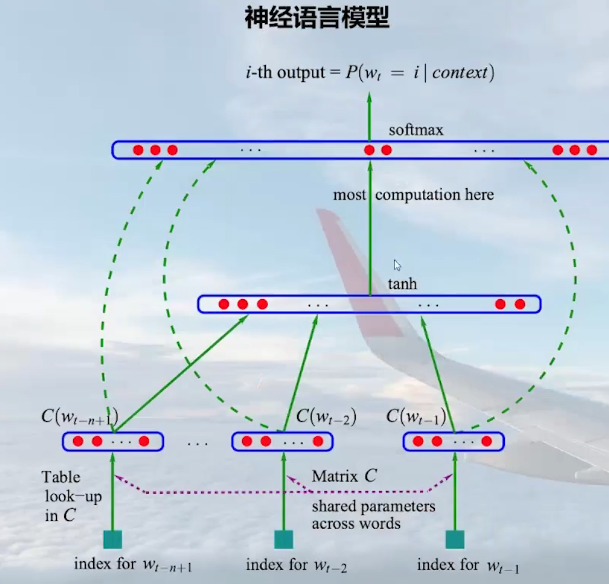 神经语言模型
i-th output = P(w_t = i | context)
softmax
... ...
most computation here
tanh
... ...
C(w_{t-n+1}) C(w_{t-2}) C(w_{t-1})
... ... ... ...
Table
look-up
in C
Matrix C
shared parameters
across words
index for w_{t-n+1} index for w_{t-2} index for w_{t-1}